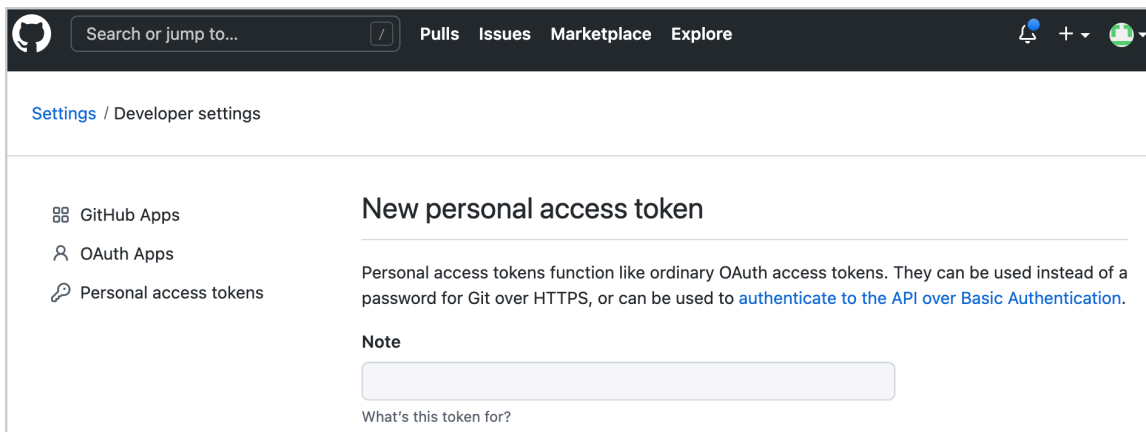 Search or jump to... /
Pulls Issues Marketplace Explore
Settings / Developer settings
GitHub Apps
OAuth Apps
Personal access tokens
New personal access token
Personal access tokens function like ordinary OAuth access tokens. They can be used instead of a
password for Git over HTTPS, or can be used to authenticate to the API over Basic Authentication.
Note
What's this token for?